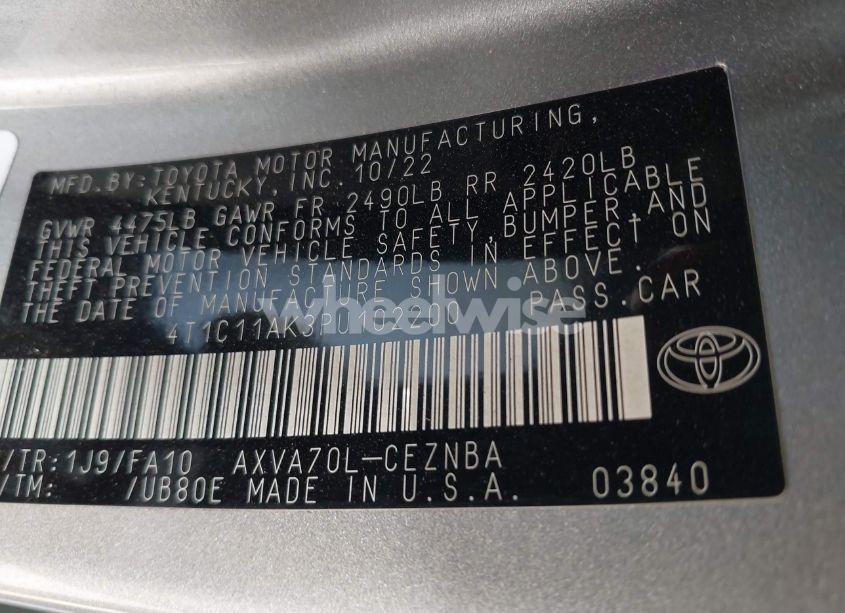 MFD.BY:TOYOTA MOTOR MANUFACTURING,
KENTUCKY,INC. 10/22
GVWR 4475LB GAWR FR 2490LB RR 2420LB
THIS VEHICLE CONFORMS TO ALL APPLICABLE
FEDERAL MOTOR VEHICLE SAFETY,BUMPER,AND
THEFT PREVENTION STANDARDS IN EFFECT ON
THE DATE OF MANUFACTURE SHOWN ABOVE.
PASS.CAR
wheelwise
/TR:1J9/FA10 AXVA70L-CEZNBA
/TM: /UB80E MADE IN U.S.A. 03840